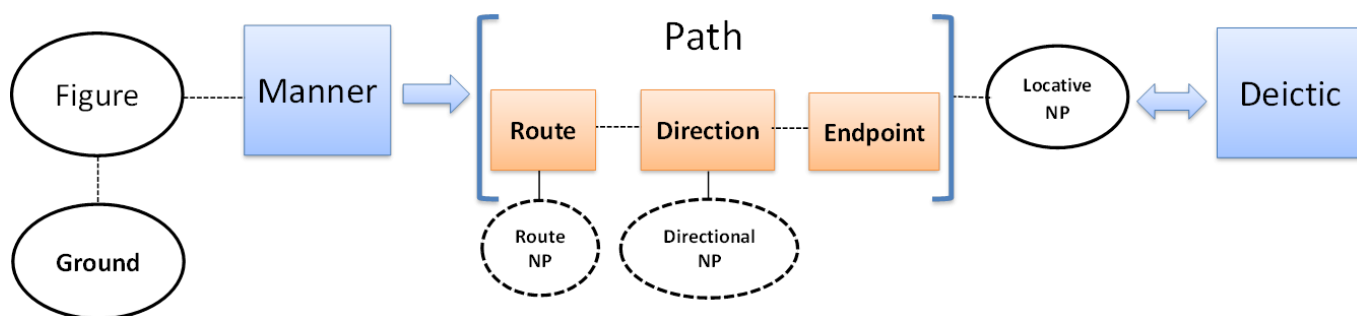 Figure
Ground
Manner
Path
Route
Direction
Endpoint
Route
NP
Directional
NP
Locative
NP
Deictic